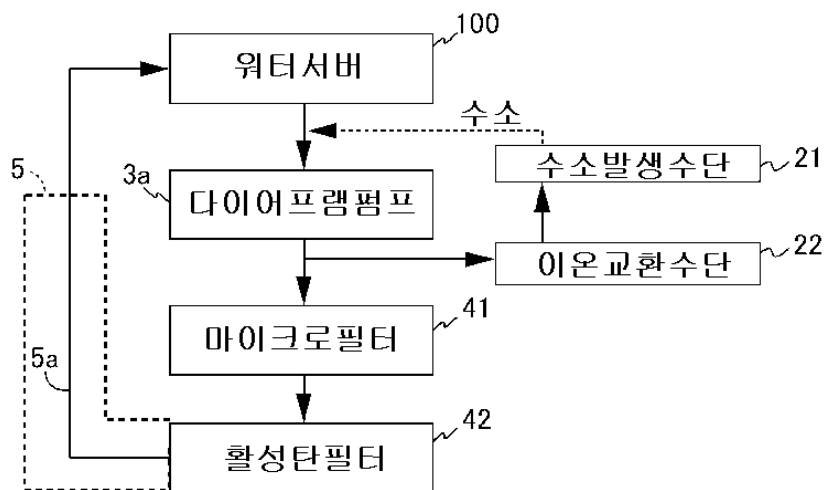 100
워터서버
수소
수소발생수단
21
5
3a
다이어프램펌프
이온교환수단
22
마이크로필터
41
5a
활성탄필터
42